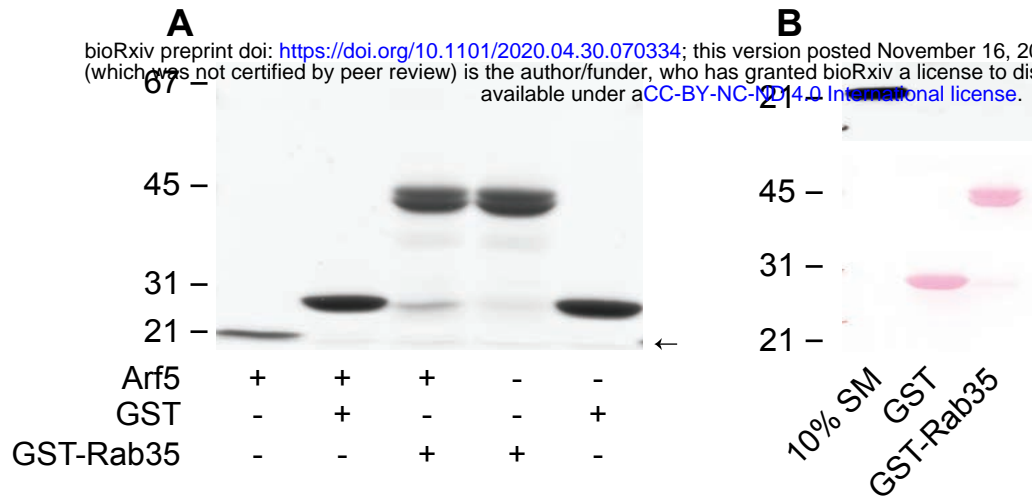 A B
bioRxiv preprint doi: https://doi.org/10.1101/2020.04.30.070334; this version posted November 16, 20
(which was not certified by peer review) is the author/funder, who has granted bioRxiv a license to dis
available under aCC-BY-NC-ND 4.0 International license.
67 –
21 –
45 –
45 –
31 –
31 –
21 –
21 –
←
Arf5 + + + - -
GST - + - - +
GST-Rab35 - - + + -
10% SM
GST
GST-Rab35